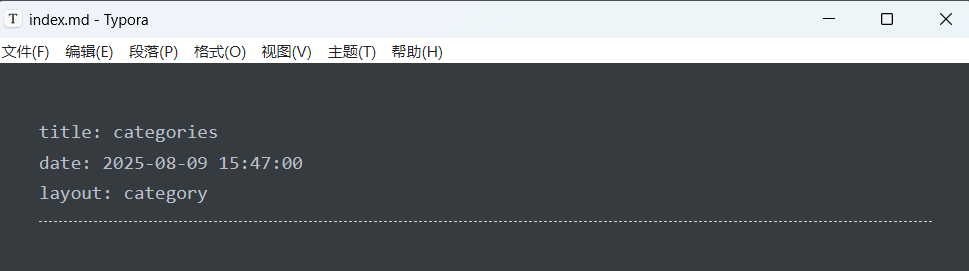 T index.md - Typora
文件(F) 编辑(E) 段落(P) 格式(O) 视图(V) 主题(T) 帮助(H)
title: categories
date: 2025-08-09 15:47:00
layout: category